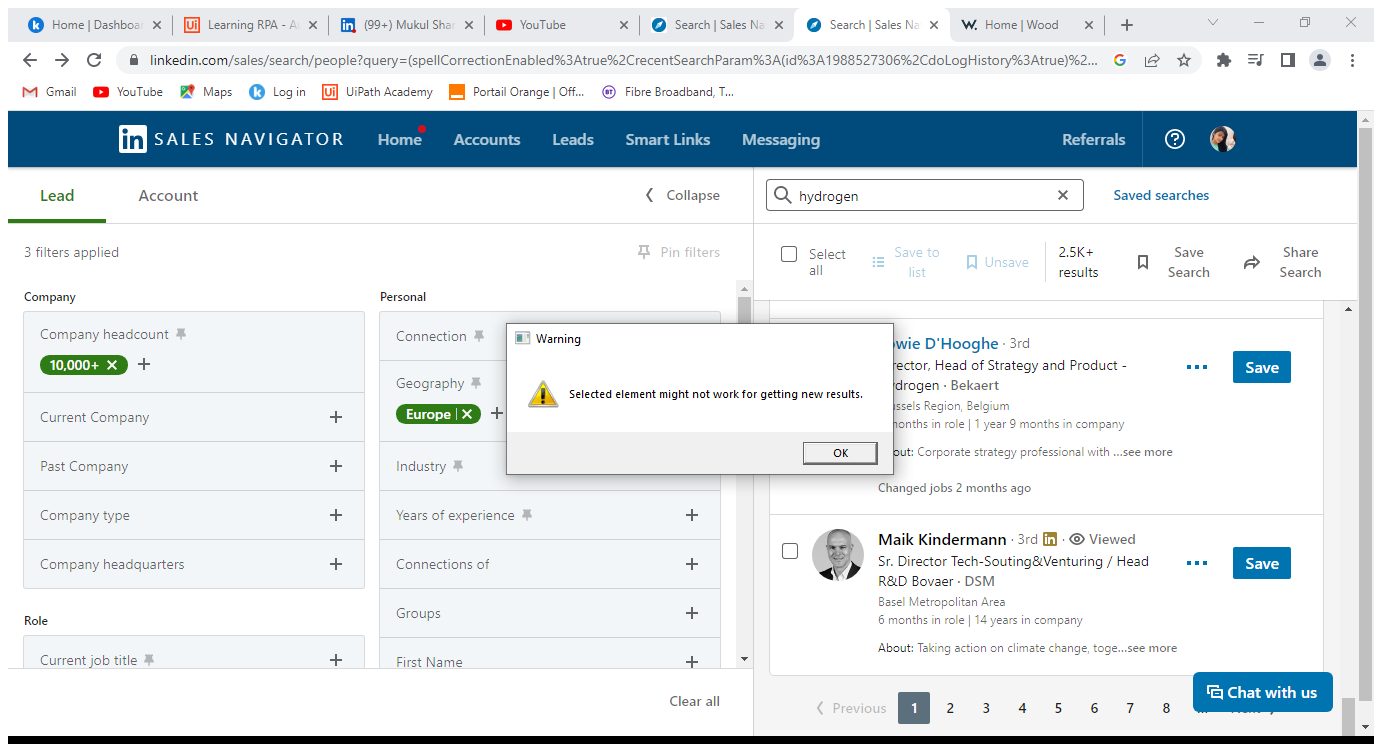 Home | Dashboar
Learning RPA - A
(99+) Mukul Shar
YouTube
Search | Sales Na
Search | Sales Na
Home | Wood
linkedin.com/sales/search/people?query=(spellCorrectionEnabled%3Atrue%2CrecentSearchParam%3A(id%3A1988527306%2CdoLogHistory%3Atrue)%2...
Gmail
YouTube
Maps
Log in
UiPath Academy
Portail Orange | Off...
Fibre Broadband, T...
in SALES NAVIGATOR
Home
Accounts
Leads
Smart Links
Messaging
Referrals
Lead
Account
Collapse
hydrogen
Saved searches
3 filters applied
Pin filters
Select all
Save to list
Unsave
2.5K+ results
Save Search
Share Search
Company
Company headcount
10,000+
Current Company
Past Company
Company type
Company headquarters
Role
Current job title
Personal
Connection
Geography
Europe
Industry
Years of experience
Connections of
Groups
First Name
Clear all
Warning
Selected element might not work for getting new results.
OK
wie D'Hooghe · 3rd
rector, Head of Strategy and Product -
ydrogen · Bekaert
ussels Region, Belgium
onths in role | 1 year 9 months in company
out: Corporate strategy professional with ...see more
Changed jobs 2 months ago
Save
Maik Kindermann · 3rd in · Viewed
Sr. Director Tech-Souting&Venturing / Head
R&D Bovaer · DSM
Basel Metropolitan Area
6 months in role | 14 years in company
About: Taking action on climate change, toge...see more
Save
Previous 1 2 3 4 5 6 7 8
Chat with us